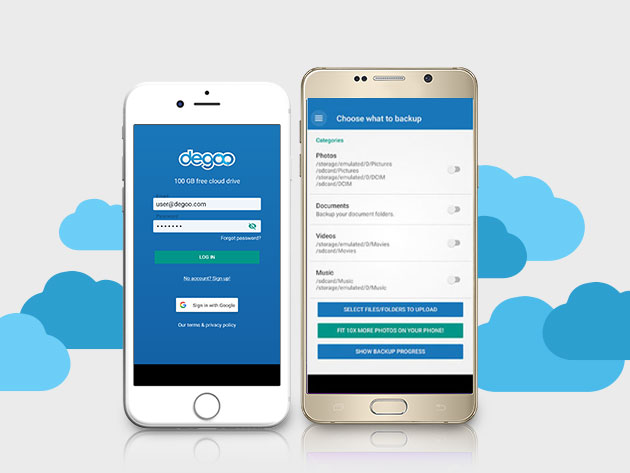 degoo
100 GB free cloud drive
Email
user@degoo.com
Password
•••••••
Forgot password?
LOG IN
No account? Sign up!
G Sign in with Google
Our terms & privacy policy
Choose what to backup
Categories
Photos
/storage/emulated/0/Pictures
/sdcard/Pictures
/storage/emulated/0/DCIM
/sdcard/DCIM
Documents
Backup your document folders.
Videos
/storage/emulated/0/Movies
/sdcard/Movies
Music
/sdcard/Music
/storage/emulated/0/Music
SELECT FILES/FOLDERS TO UPLOAD
FIT 10X MORE PHOTOS ON YOUR PHONE!
SHOW BACKUP PROGRESS